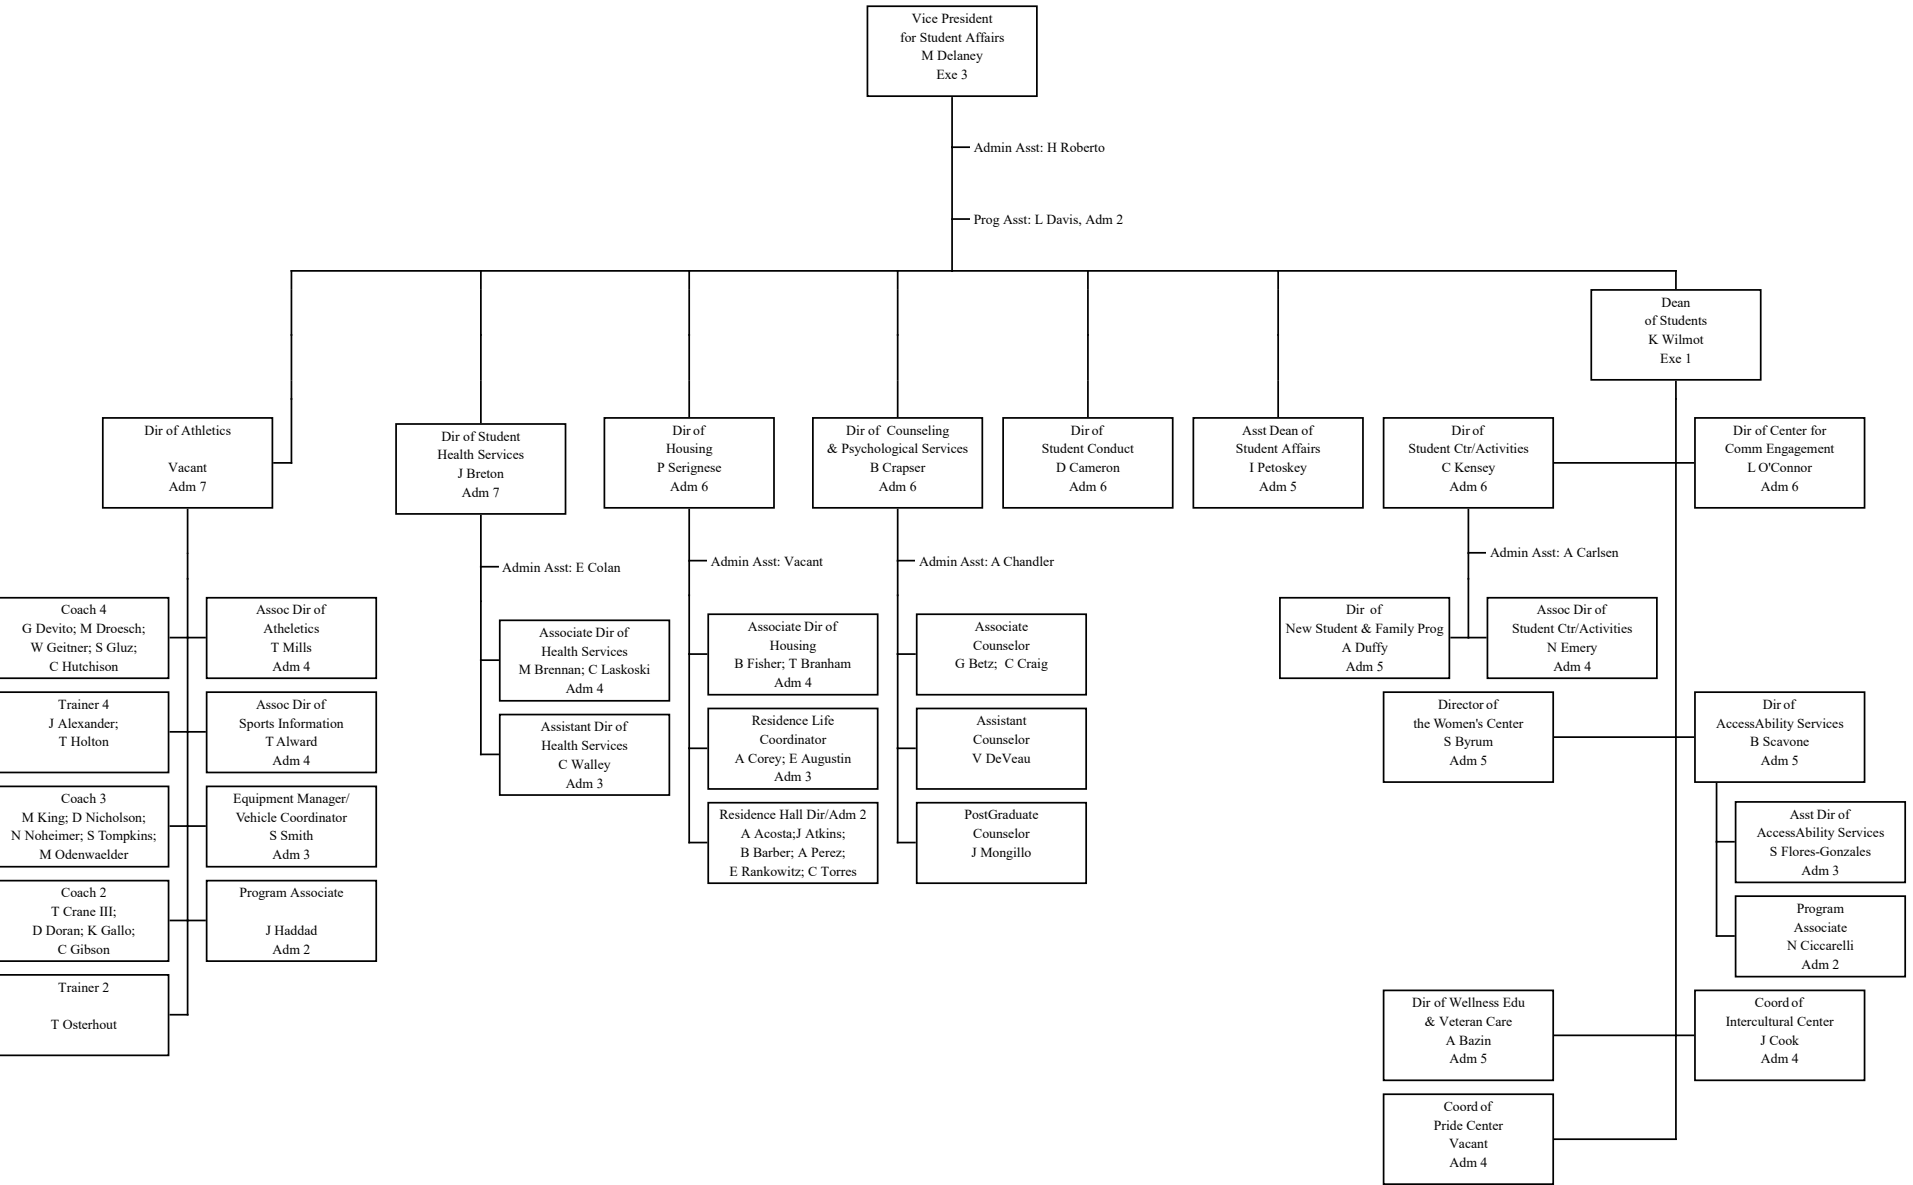 Vice President
for Student Affairs
M Delaney
Exe 3
Admin Asst: H Roberto
Prog Asst: L Davis, Adm 2
Dean
of Students
K Wilmot
Exe 1
Dir of Athletics
Vacant
Adm 7
Dir of Student
Health Services
J Breton
Adm 7
Dir of
Housing
P Serignese
Adm 6
Dir of Counseling
& Psychological Services
B Crapser
Adm 6
Dir of
Student Conduct
D Cameron
Adm 6
Asst Dean of
Student Affairs
I Petoskey
Adm 5
Dir of
Student Ctr/Activities
C Kensey
Adm 6
Dir of Center for
Comm Engagement
L O'Connor
Adm 6
Admin Asst: E Colan
Admin Asst: Vacant
Admin Asst: A Chandler
Admin Asst: A Carlsen
Coach 4
G Devito; M Droesch;
W Geitner; S Gluz;
C Hutchison
Assoc Dir of
Atheletics
T Mills
Adm 4
Associate Dir of
Health Services
M Brennan; C Laskoski
Adm 4
Associate Dir of
Housing
B Fisher; T Branham
Adm 4
Associate
Counselor
G Betz; C Craig
Dir of
New Student & Family Prog
A Duffy
Adm 5
Assoc Dir of
Student Ctr/Activities
N Emery
Adm 4
Trainer 4
J Alexander;
T Holton
Assoc Dir of
Sports Information
T Alward
Adm 4
Assistant Dir of
Health Services
C Walley
Adm 3
Residence Life
Coordinator
A Corey; E Augustin
Adm 3
Assistant
Counselor
V DeVeau
Director of
the Women's Center
S Byrum
Adm 5
Dir of
AccessAbility Services
B Scavone
Adm 5
Coach 3
M King; D Nicholson;
N Noheimer; S Tompkins;
M Odenwaelder
Equipment Manager/
Vehicle Coordinator
S Smith
Adm 3
Residence Hall Dir/Adm 2
A Acosta;J Atkins;
B Barber; A Perez;
E Rankowitz; C Torres
PostGraduate
Counselor
J Mongillo
Asst Dir of
AccessAbility Services
S Flores-Gonzales
Adm 3
Coach 2
T Crane III;
D Doran; K Gallo;
C Gibson
Program Associate
J Haddad
Adm 2
Program
Associate
N Ciccarelli
Adm 2
Trainer 2
T Osterhout
Dir of Wellness Edu
& Veteran Care
A Bazin
Adm 5
Coord of
Intercultural Center
J Cook
Adm 4
Coord of
Pride Center
Vacant
Adm 4